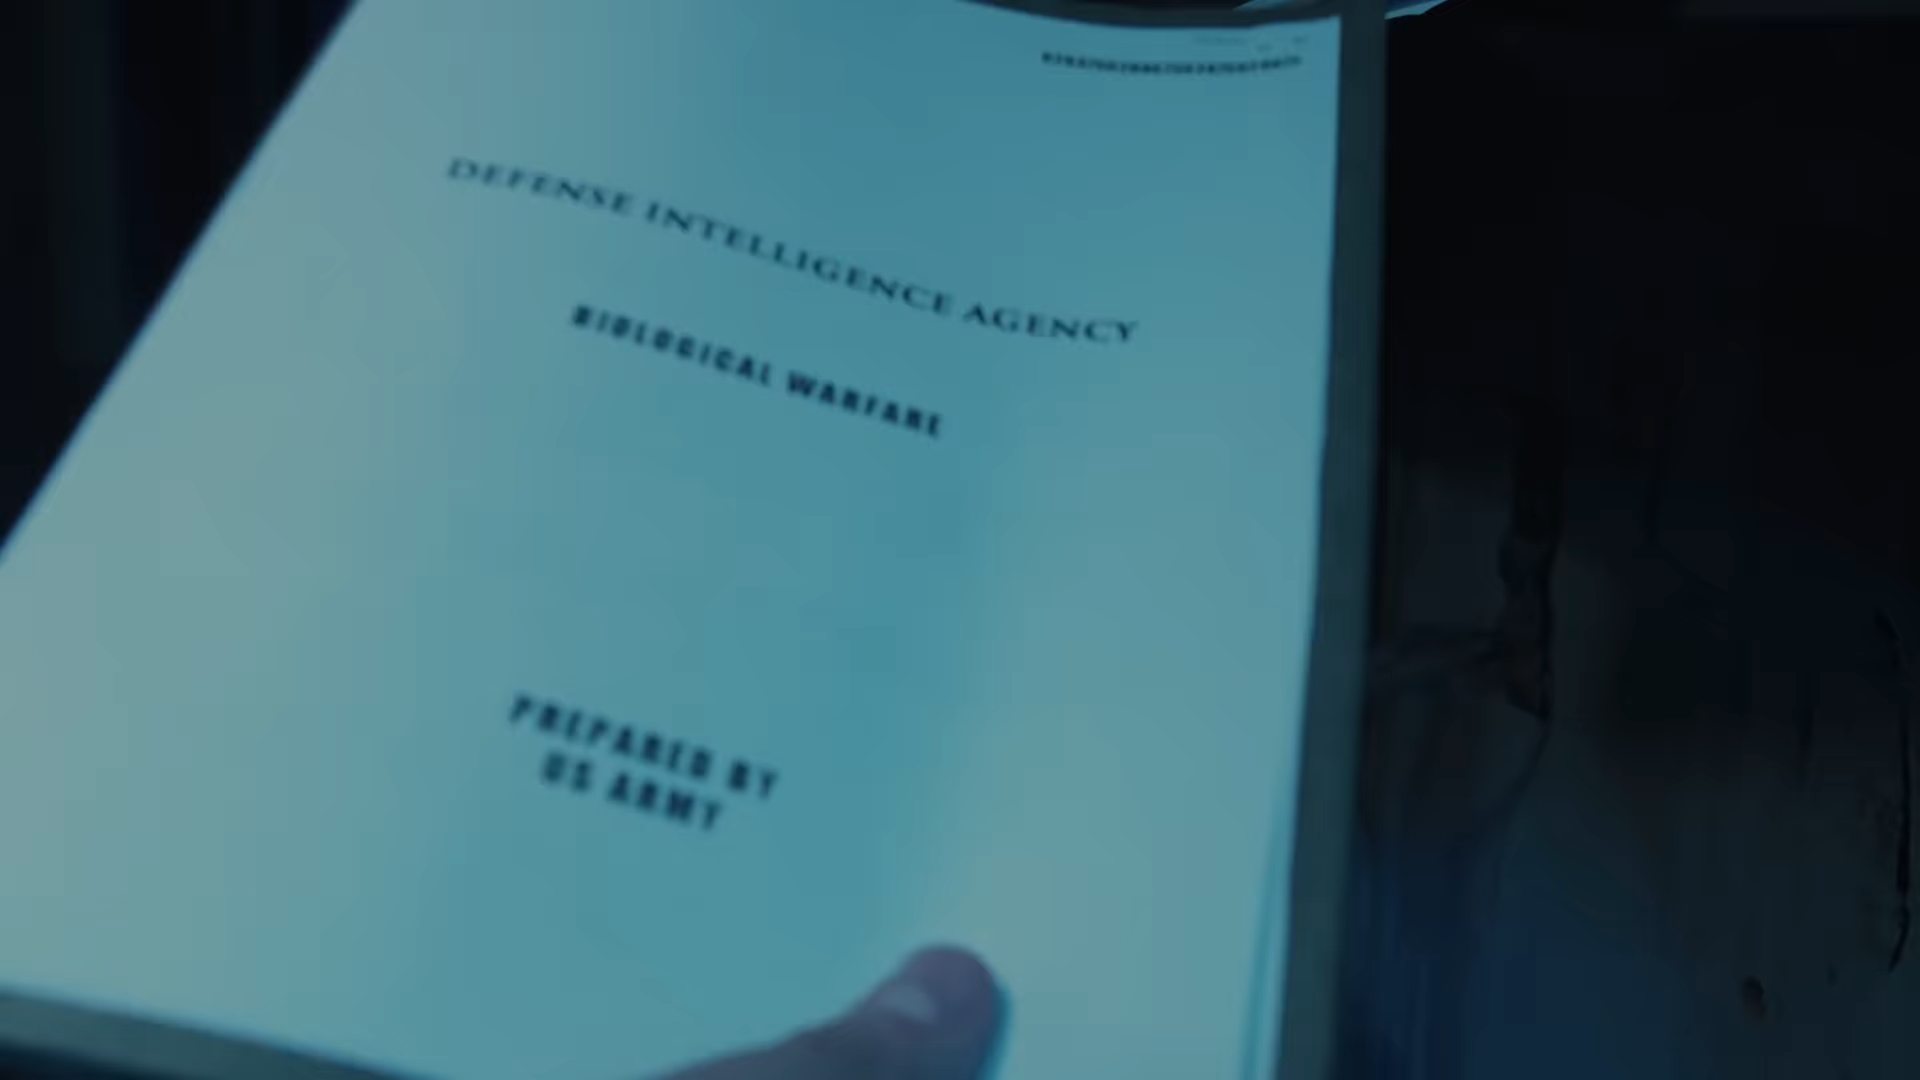 DEFENSE INTELLIGENCE AGENCY
BIOLOGICAL WARFARE
PREPARED BY
US ARMY